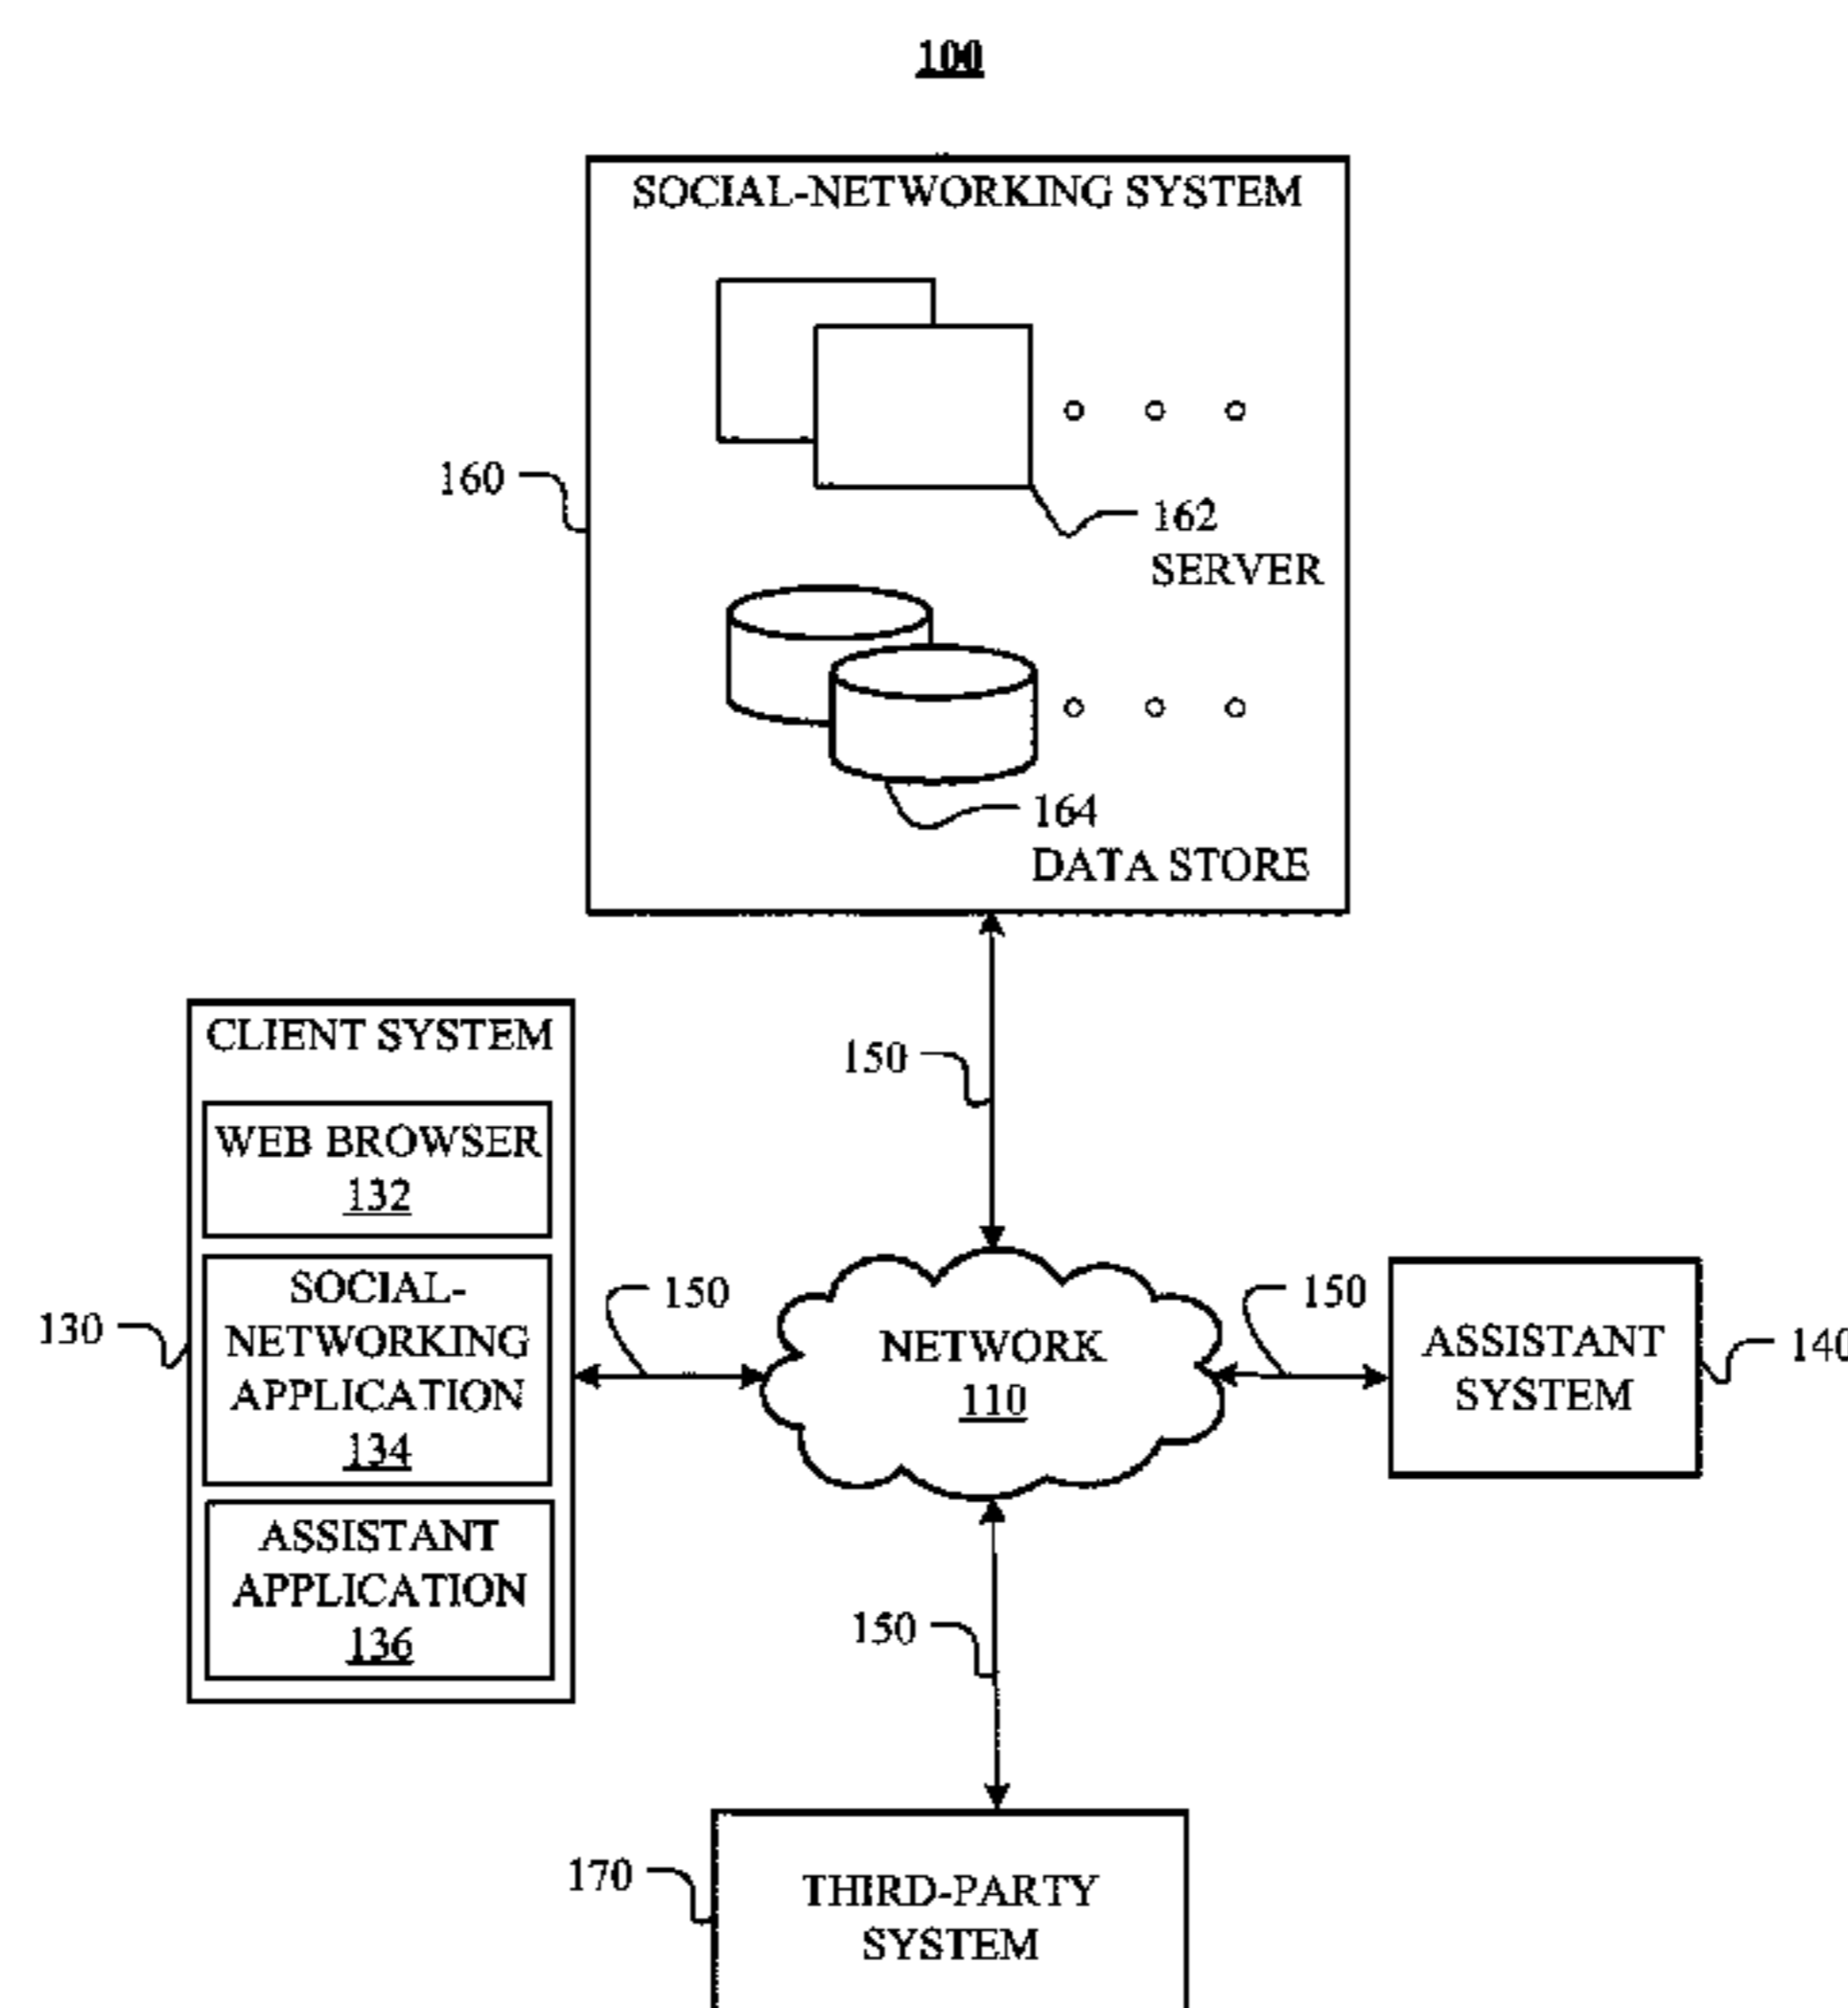 100
SOCIAL-NETWORKING SYSTEM
160
162
SERVER
164
DATA STORE
CLIENT SYSTEM
WEB BROWSER
132
SOCIAL-
NETWORKING
APPLICATION
134
ASSISTANT
APPLICATION
136
130
150
150
NETWORK
110
150
ASSISTANT
SYSTEM
140
150
170
THIRD-PARTY
SYSTEM